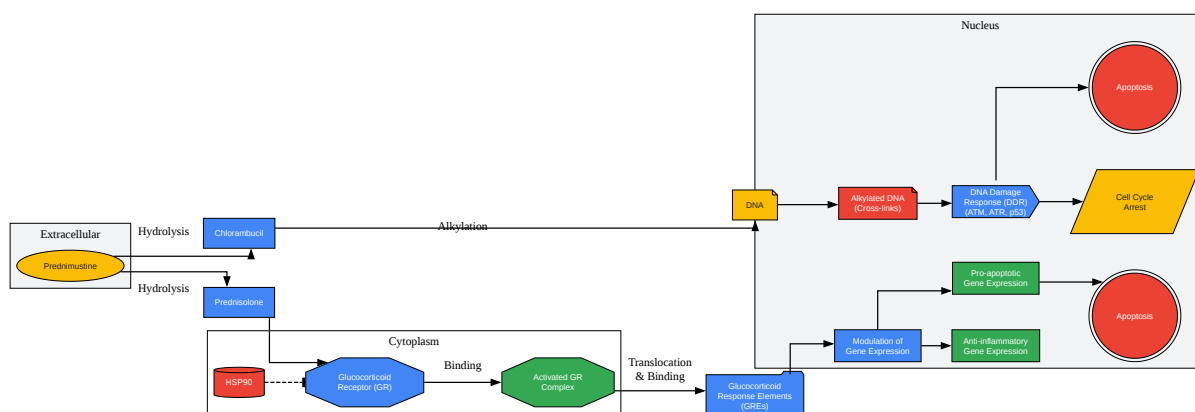 Nucleus
Apoptosis
DNA
Alkylated DNA
(Cross-links)
DNA Damage
Response (DDR)
(ATM, ATR, p53)
Cell Cycle
Arrest
Extracellular
Prednimustine
Hydrolysis
Chlorambucil
Alkylation
Hydrolysis
Prednisolone
Cytoplasm
HSP90
Glucocorticoid
Receptor (GR)
Binding
Activated GR
Complex
Translocation
& Binding
Glucocorticoid
Response Elements
(GREs)
Modulation of
Gene Expression
Pro-apoptotic
Gene Expression
Anti-inflammatory
Gene Expression
Apoptosis